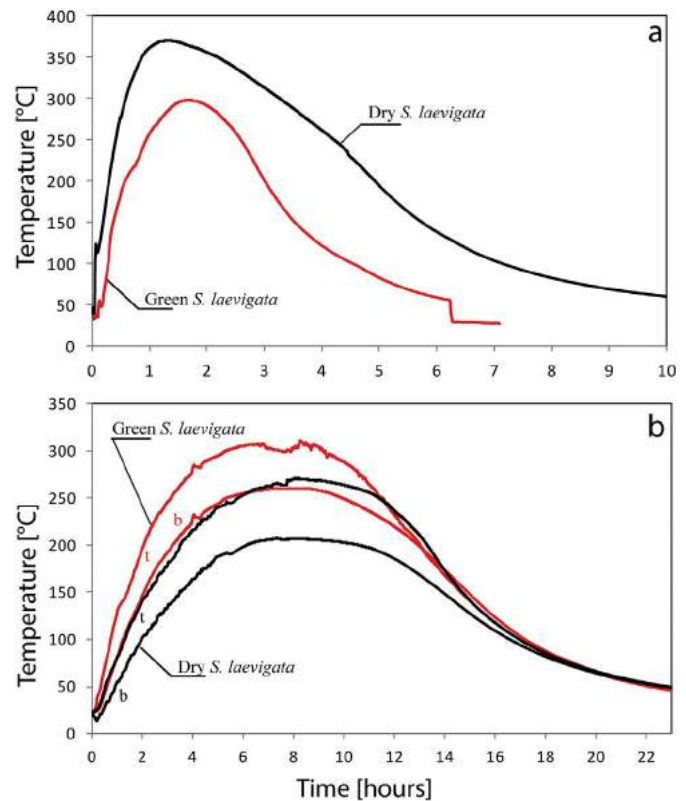 a
Temperature [°C]
400
350
300
250
200
150
100
50
0
Dry S. laevigata
Green S. laevigata
0 1 2 3 4 5 6 7 8 9 10
b
Temperature [°C]
350
300
250
200
150
100
50
0
Green S. laevigata
b
t
t
Dry S. laevigata
b
0 2 4 6 8 10 12 14 16 18 20 22
Time [hours]